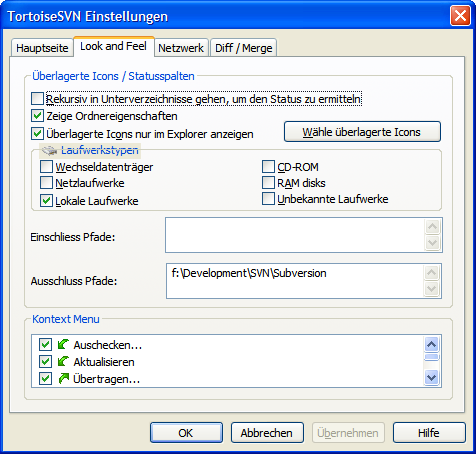 TortoiseSVN Einstellungen
Hauptseite Look and Feel Netzwerk Diff / Merge
Überlagerte Icons / Statusspalten
Rekursiv in Unterverzeichnisse gehen, um den Status zu ermitteln
Zeige Ordnereigenschaften
Überlagerte Icons nur im Explorer anzeigen
Wähle überlagerte Icons
Laufwerkstypen
Wechseldatenträger
CD-ROM
Netzlaufwerke
RAM disks
Lokale Laufwerke
Unbekannte Laufwerke
Einschliess Pfade:
Ausschluss Pfade:
f:\Development\SVN\Subversion
Kontext Menu
Auschecken...
Aktualisieren
Übertragen...
OK Abbrechen Übernehmen Hilfe